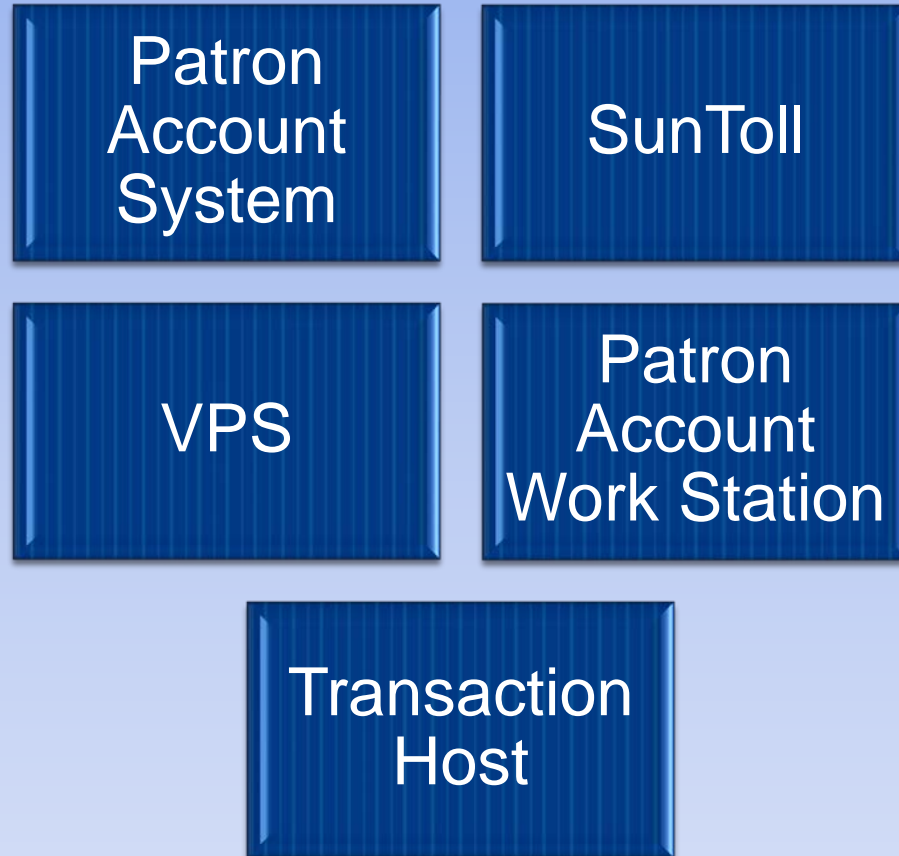 Patron
Account
System
SunToll
VPS
Patron
Account
Work Station
Transaction
Host